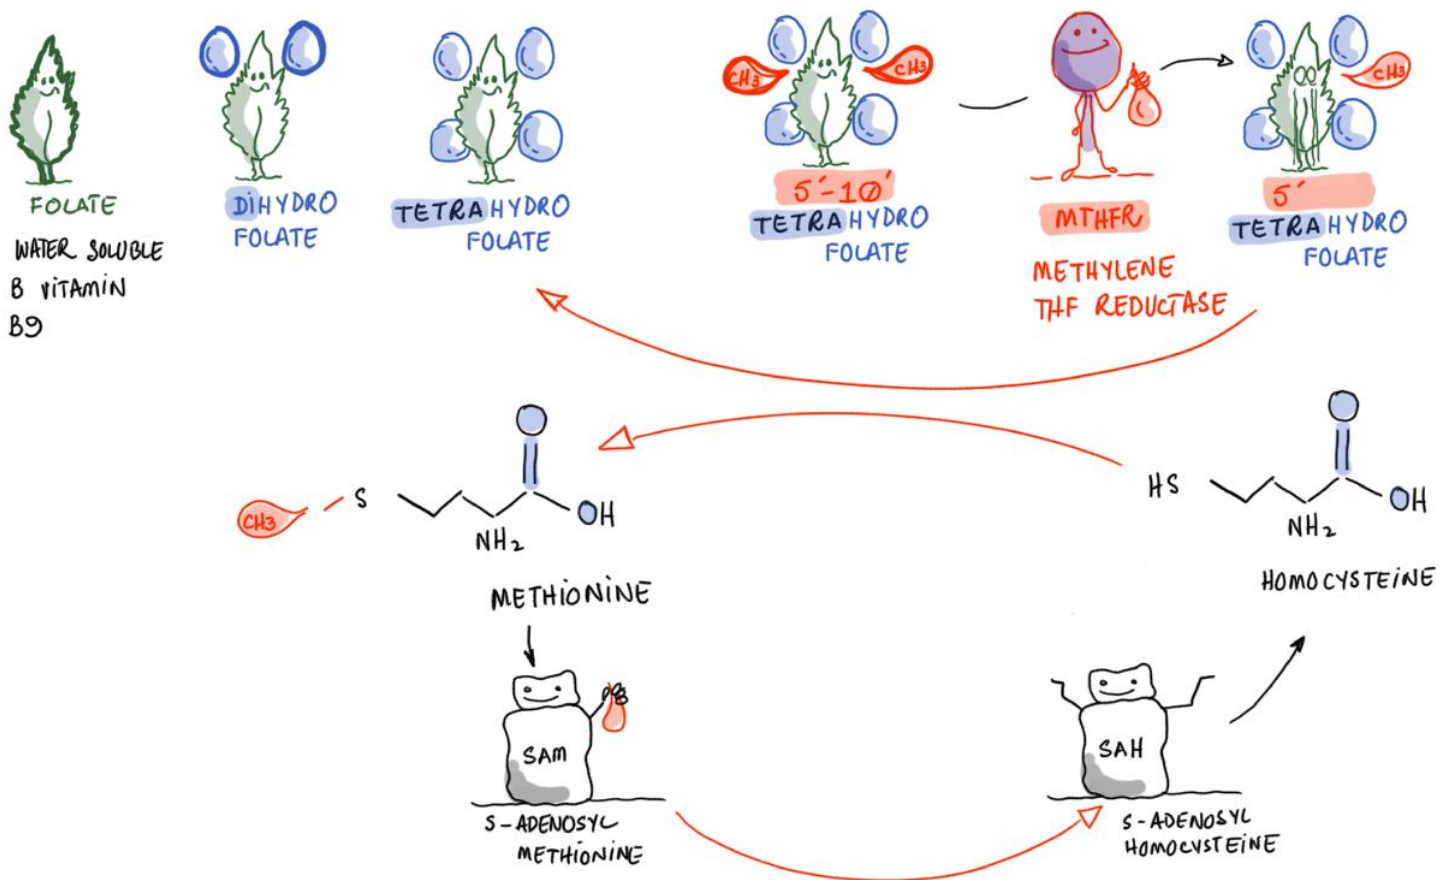 FOLATE
WATER SOLUBLE
B VITAMIN
B9
DIHYDRO
FOLATE
TETRAHYDRO
FOLATE
CH3
CH3
5'-10'
TETRAHYDRO
FOLATE
MTHFR
METHYLENE
THF REDUCTASE
CH3
5'
TETRAHYDRO
FOLATE
CH3
S
OH
NH2
METHIONINE
HS
OH
NH2
HOMOCYSTEINE
SAM
S-ADENOSYL
METHIONINE
SAH
S-ADENOSYL
HOMOCYSTEINE